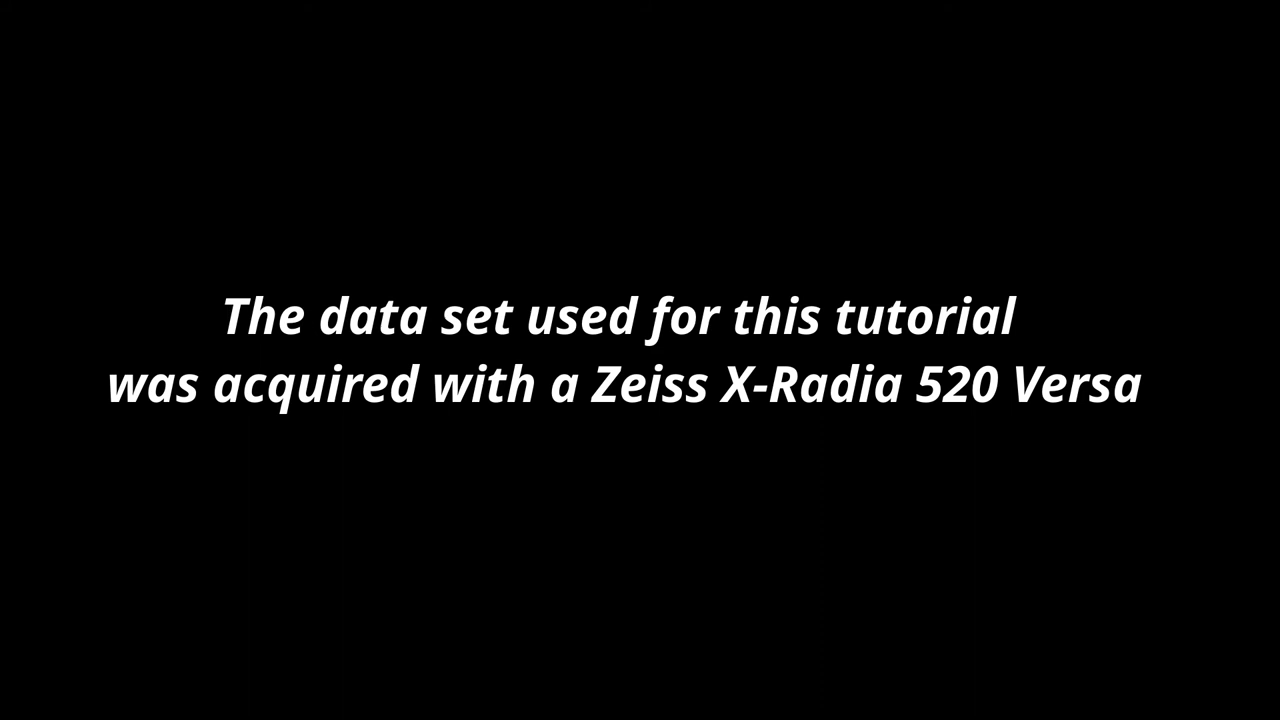 The data set used for this tutorial
was acquired with a Zeiss X-Radia 520 Versa